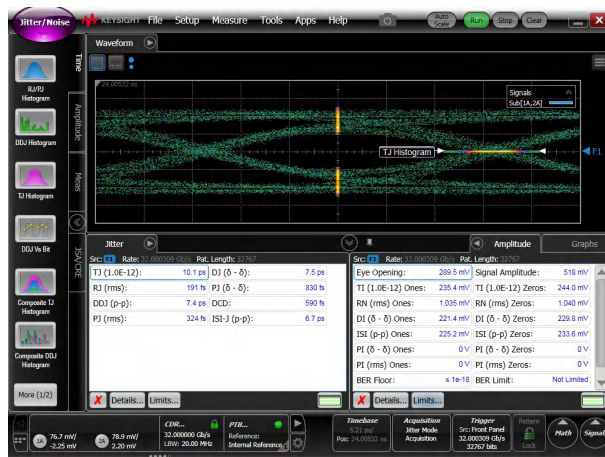 Jitter/Noise
KEYSIGHT File Setup Measure Tools Apps Help
Auto Scale
Run Stop Clear
Waveform
24.00532 ns
Signals
Sub[1A,2A]
TJ Histogram
F1
Time
Amplitude
Meas
JSA/CRE
RJ/PJ Histogram
DDJ Histogram
TJ Histogram
DDJ Vs Bit
Composite TJ Histogram
Composite DDJ Histogram
More (1/2)
Jitter
Src: F1 Rate: 32.000309 Gb/s Pat. Length: 32767
TJ (1.0E-12): 10.1 ps DJ (δ - δ): 7.5 ps
RJ (rms): 191 fs PJ (δ - δ): 830 fs
DDJ (p-p): 7.4 ps DCD: 590 fs
PJ (rms): 324 fs ISI-J (p-p): 6.7 ps
Details... Limits...
Amplitude Graphs
Src: F1 Rate: 32.000309 Gb/s Pat. Length: 32767
Eye Opening: 289.5 mV Signal Amplitude: 518 mV
TI (1.0E-12) Ones: 235.4 mV TI (1.0E-12) Zeros: 244.0 mV
RN (rms) Ones: 1.035 mV RN (rms) Zeros: 1.040 mV
DI (δ - δ) Ones: 221.4 mV DI (δ - δ) Zeros: 229.8 mV
ISI (p-p) Ones: 225.2 mV ISI (p-p) Zeros: 233.6 mV
PI (δ - δ) Ones: 0 V PI (δ - δ) Zeros: 0 V
PI (rms) Ones: 0 V PI (rms) Zeros: 0 V
BER Floor: ≤ 1e-18 BER Limit: Not Limited
Details... Limits...
1A 76.7 mV/
-2.25 mV
2A 78.9 mV/
2.20 mV
CDR...
32.000000 Gb/s
LBW: 20.00 MHz
PTB...
Reference:
Internal Reference
Timebase
5.21 ps/
Pos: 24.00532 ns
Acquisition
Jitter Mode
Acquisition
Trigger
Src: Front Panel
32.000309 Gb/s
32767 bits
Pattern
Lock
Math
Signals